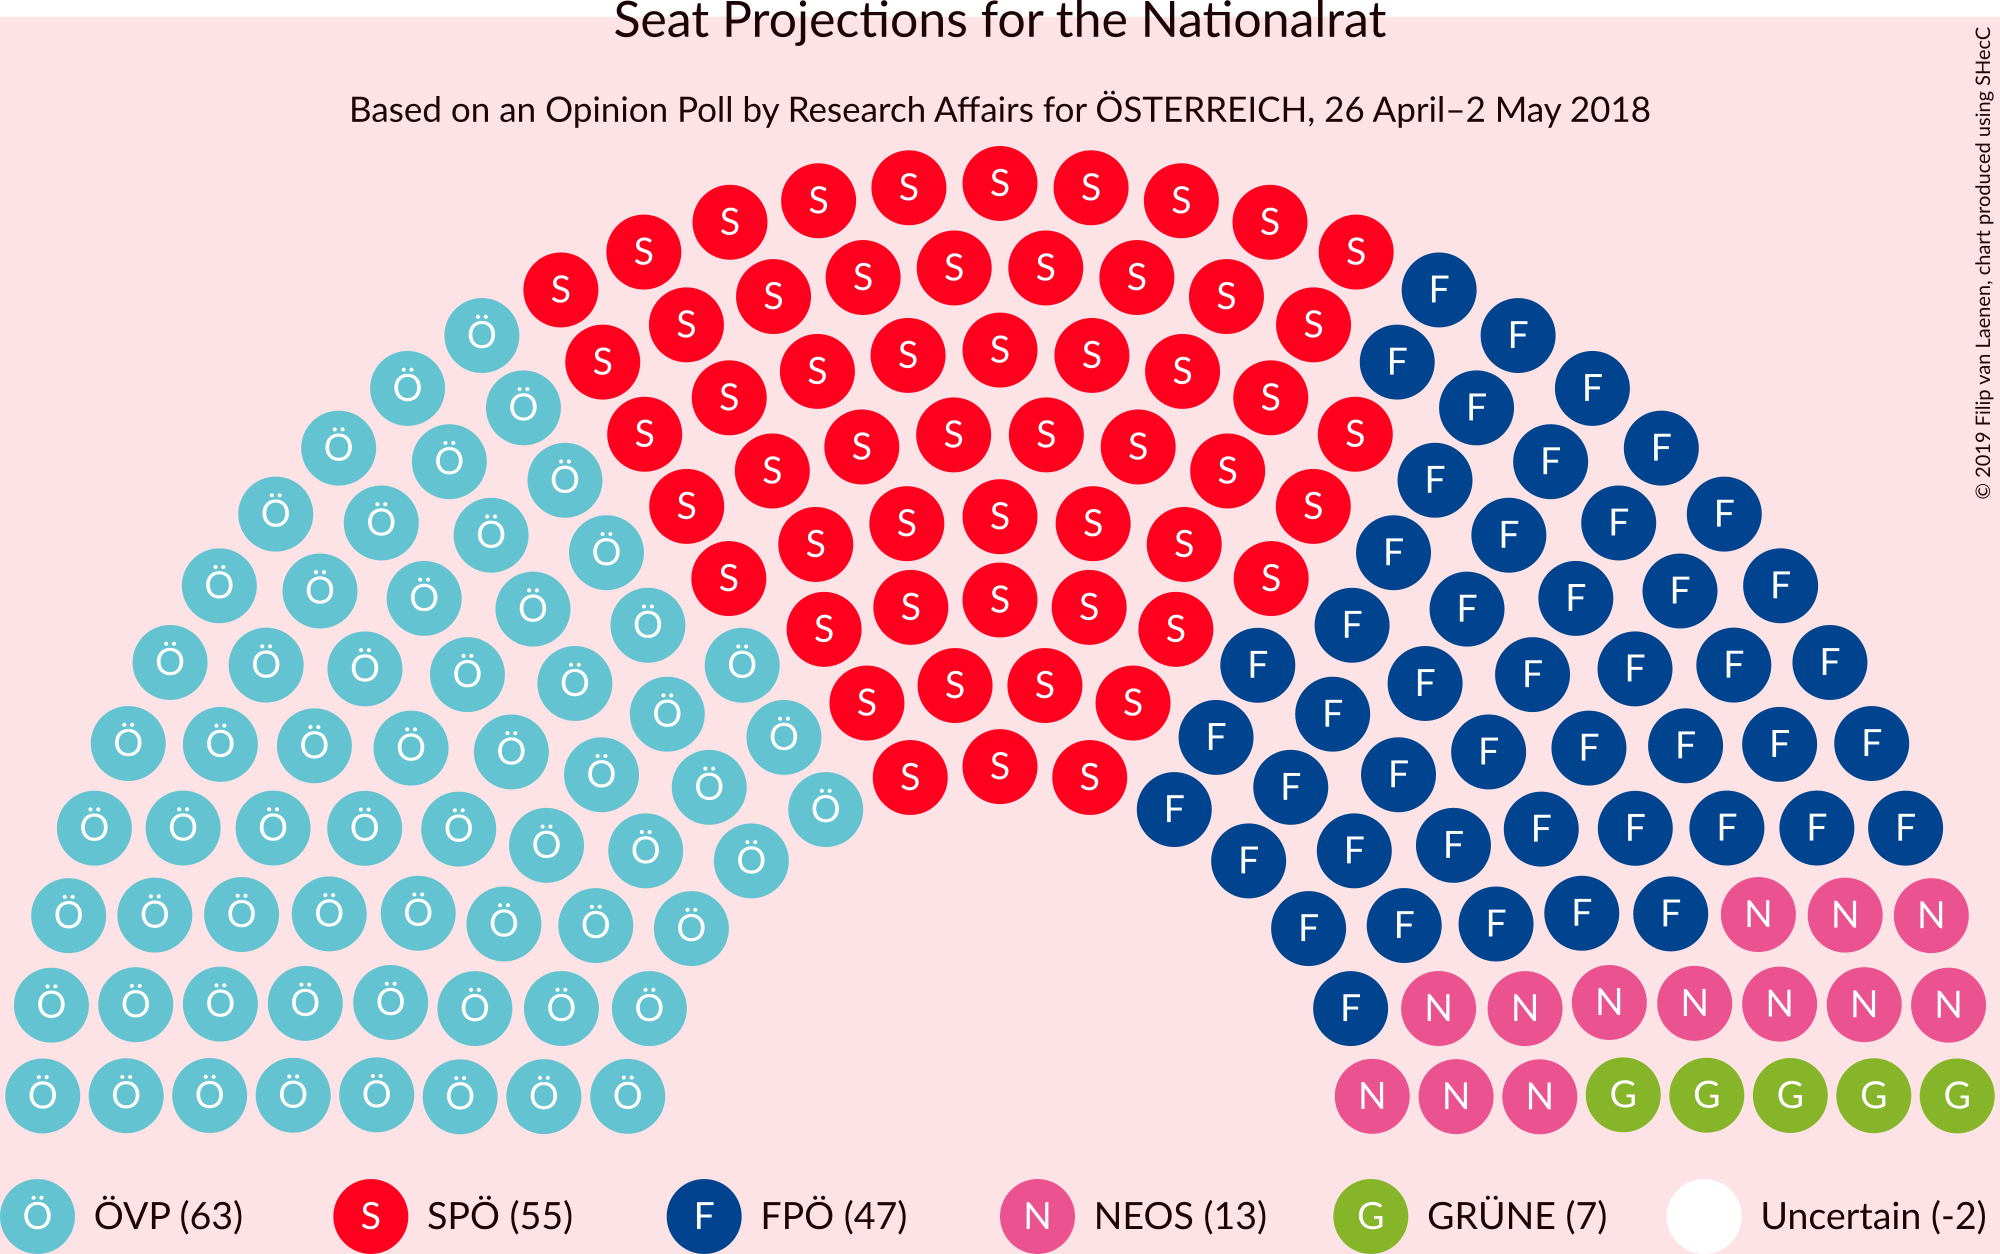 Seat Projections for the Nationalrat
Based on an Opinion Poll by Research Affairs for ÖSTERREICH, 26 April–2 May 2018
© 2019 Filip van Laenen, chart produced using SHecC
S S S S S S S
S S S F
S S S S S S S S
Ö S S F F
Ö Ö S S S S S S S F F
Ö Ö S S S S S S S F F
Ö Ö Ö S S S S S S S F F F
Ö Ö Ö S S S S S S S F F F
Ö Ö Ö Ö S S S S S F F F F
Ö Ö Ö Ö Ö Ö S S S S F F F F F F
Ö Ö Ö Ö Ö Ö Ö S S S F F F F F F F
Ö Ö Ö Ö Ö Ö Ö Ö Ö F F F F F F F F F
Ö Ö Ö Ö Ö Ö Ö Ö F F F F F N N N
Ö Ö Ö Ö Ö Ö Ö Ö F N N N N N N N
Ö Ö Ö Ö Ö Ö Ö Ö N N N G G G G G
Ö ÖVP (63) S SPÖ (55) F FPÖ (47) N NEOS (13) G GRÜNE (7) Uncertain (-2)